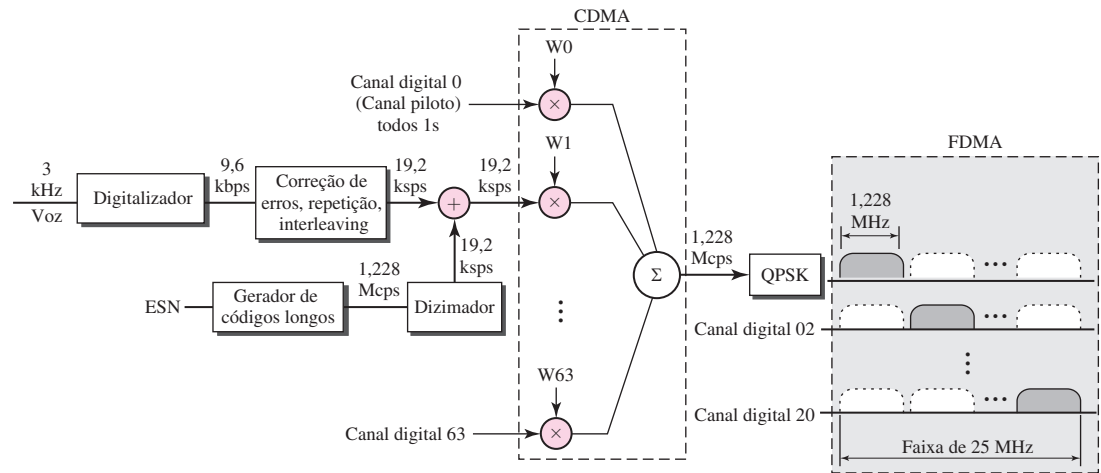 CDMA
W0
Canal digital 0
(Canal piloto)
todos 1s
×
W1
3
kHz
Voz
Digitalizador
9,6
kbps
Correção de
erros, repetição,
interleaving
19,2
ksps
+
19,2
ksps
×
19,2
ksps
ESN
Gerador de
códigos longos
1,228
Mcps
Dizimador
Σ
1,228
Mcps
QPSK
W63
Canal digital 63
×
FDMA
1,228
MHz
Canal digital 02
Canal digital 20
Faixa de 25 MHz